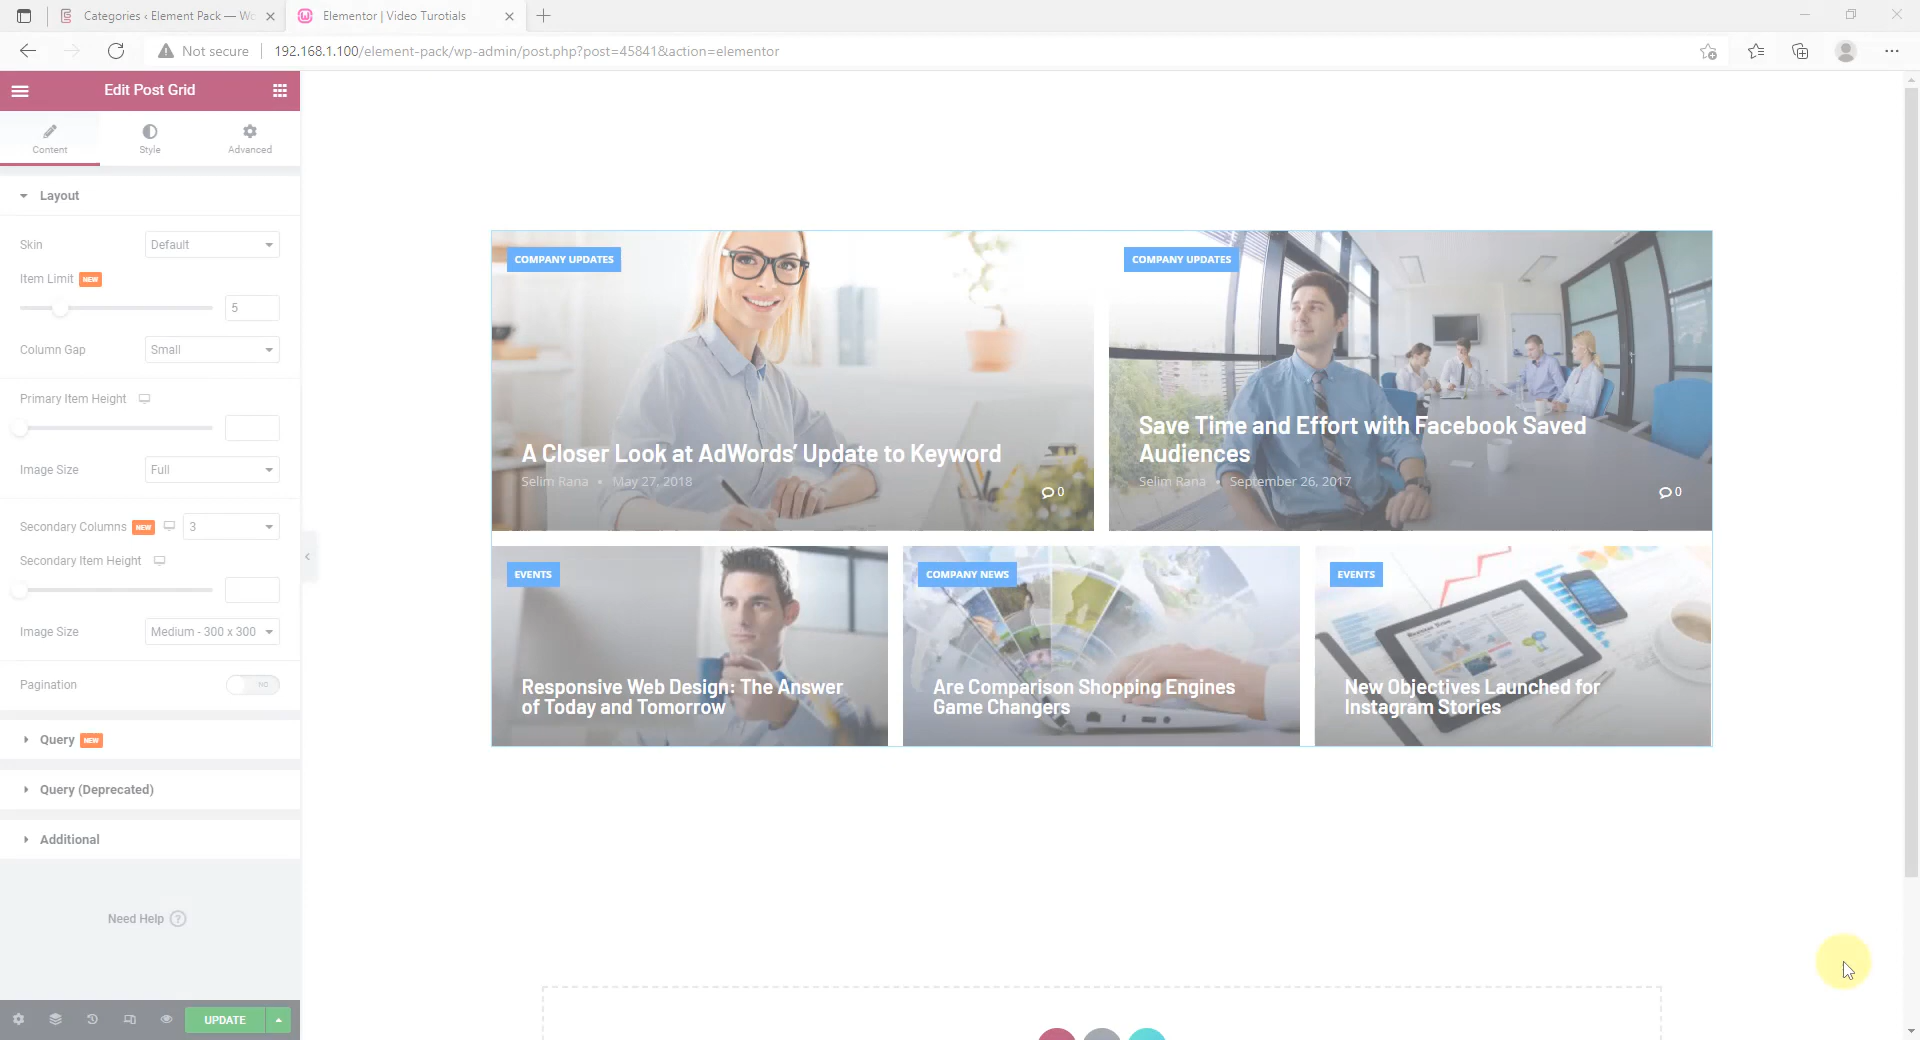 Categories ‹ Element Pack — Wo
Elementor | Video Turotials
Not secure
192.168.1.100/element-pack/wp-admin/post.php?post=45841&action=elementor
Edit Post Grid
Content
Style
Advanced
Layout
Skin
Default
Item Limit NEW
5
Column Gap
Small
Primary Item Height
Image Size
Full
Secondary Columns NEW
3
Secondary Item Height
Image Size
Medium - 300 x 300
Pagination
NO
Query NEW
Query (Deprecated)
Additional
Need Help ?
UPDATE
COMPANY UPDATES
A Closer Look at AdWords’ Update to Keyword
Selim Rana • May 27, 2018
0
COMPANY UPDATES
Save Time and Effort with Facebook Saved
Audiences
Selim Rana • September 26, 2017
0
EVENTS
Responsive Web Design: The Answer
of Today and Tomorrow
COMPANY NEWS
Are Comparison Shopping Engines
Game Changers
EVENTS
New Objectives Launched for
Instagram Stories